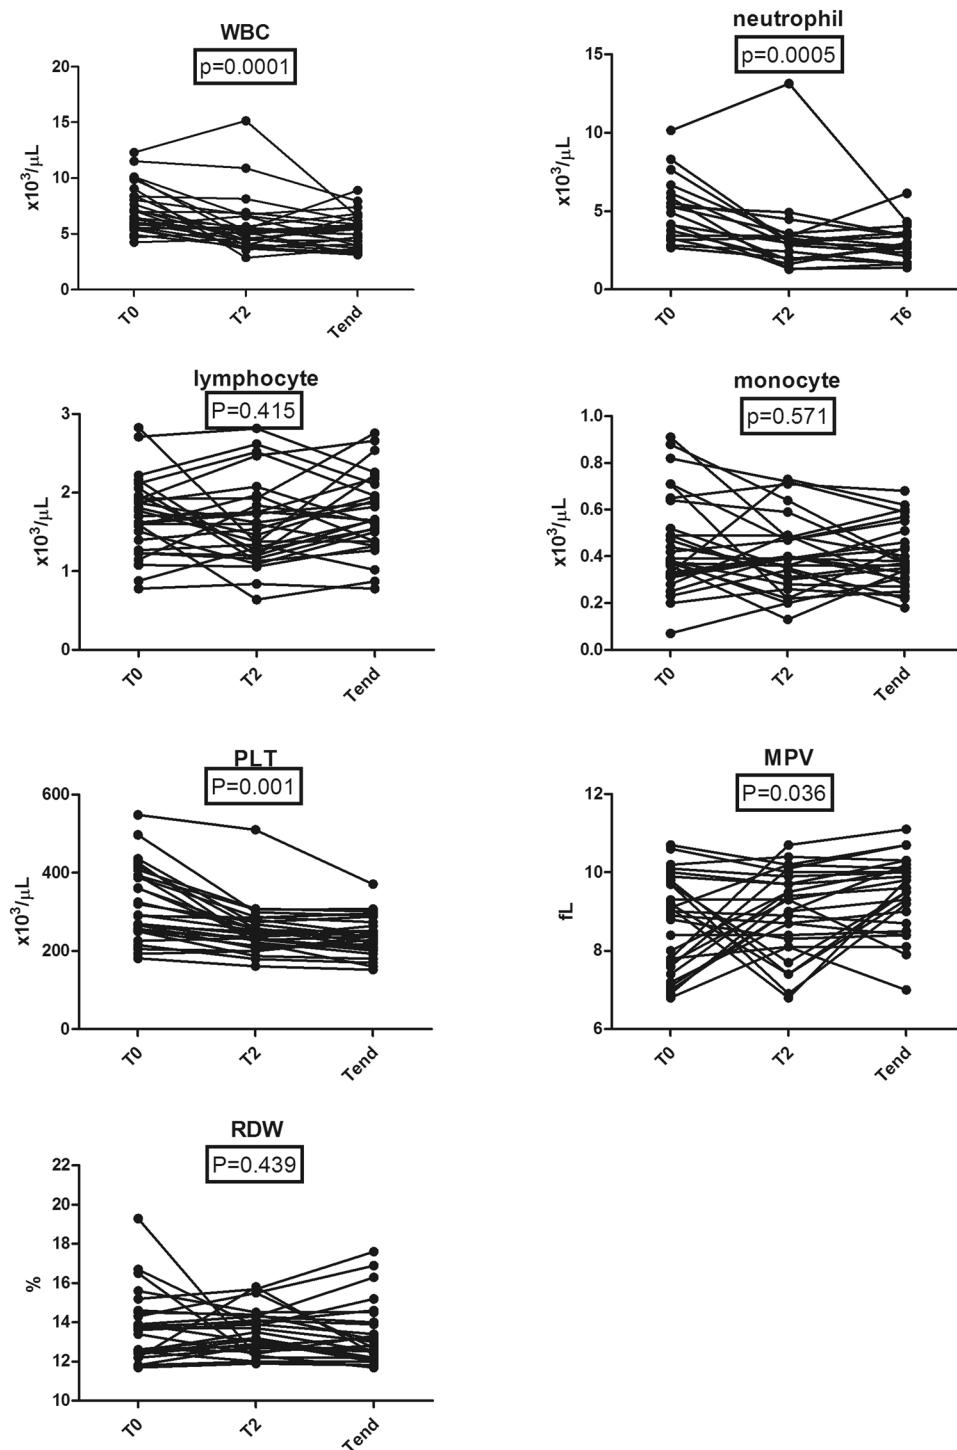 WBC
p=0.0001
20
15
10
5
0
x10³/µL
T0
T2
Tend
neutrophil
p=0.0005
15
10
5
0
x10³/µL
T0
T2
T6
lymphocyte
P=0.415
3
2
1
0
x10³/µL
T0
T2
Tend
monocyte
p=0.571
1.0
0.8
0.6
0.4
0.2
0.0
x10³/µL
T0
T2
Tend
PLT
P=0.001
600
400
200
0
x10³/µL
T0
T2
Tend
MPV
P=0.036
12
10
8
6
fL
T0
T2
Tend
RDW
P=0.439
22
20
18
16
14
12
10
%
T0
T2
Tend